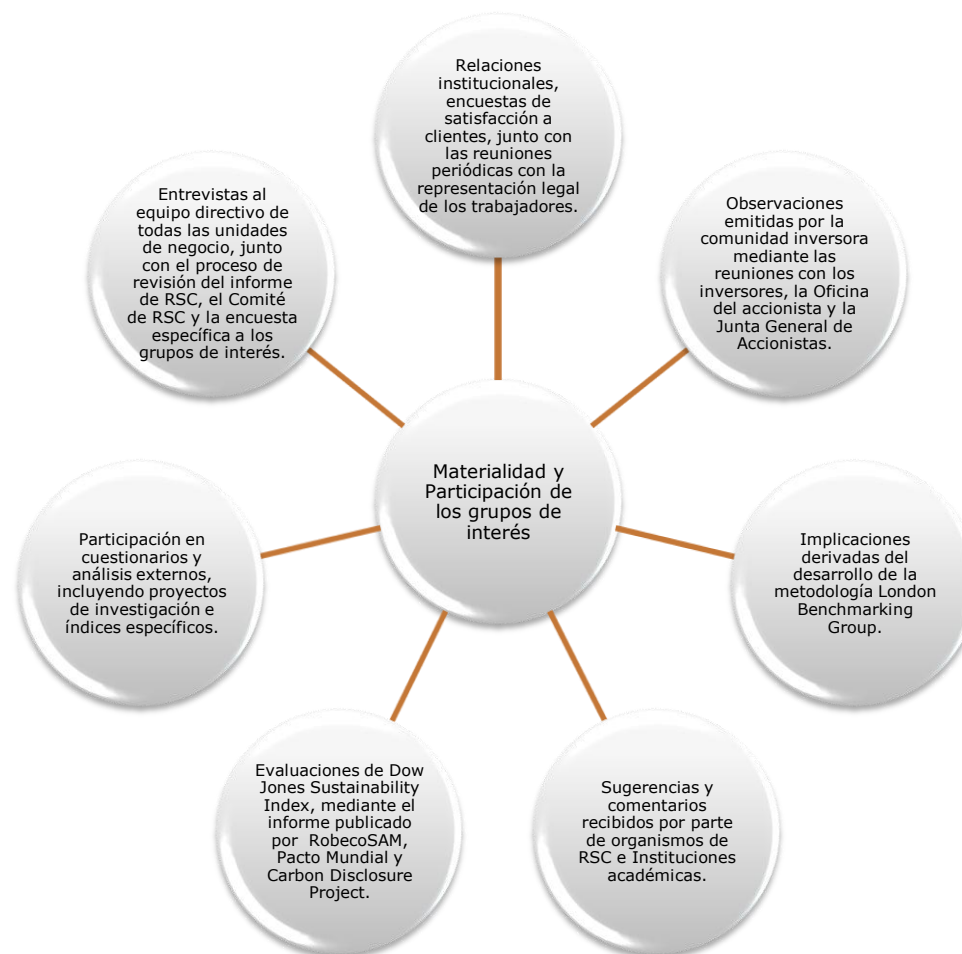 Relaciones
institucionales,
encuestas de
satisfacción a
clientes, junto con
las reuniones
periódicas con la
representación legal
de los trabajadores.
Entrevistas al
equipo directivo de
todas las unidades
de negocio, junto
con el proceso de
revisión del informe
de RSC, el Comité
de RSC y la encuesta
específica a los
grupos de interés.
Observaciones
emitidas por la
comunidad inversora
mediante las
reuniones con los
inversores, la Oficina
del accionista y la
Junta General de
Accionistas.
Materialidad y
Participación de
los grupos de
interés
Participación en
cuestionarios y
análisis externos,
incluyendo proyectos
de investigación e
índices específicos.
Implicaciones
derivadas del
desarrollo de la
metodología London
Benchmarking
Group.
Evaluaciones de Dow
Jones Sustainability
Index, mediante el
informe publicado
por RobecoSAM,
Pacto Mundial y
Carbon Disclosure
Project.
Sugerencias y
comentarios
recibidos por parte
de organismos de
RSC e Instituciones
académicas.